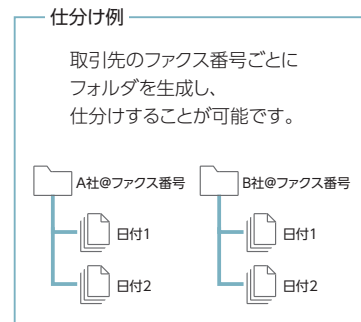 仕分け例
取引先のファクス番号ごとに
フォルダを生成し、
仕分けすることが可能です。
A社@ファクス番号
B社@ファクス番号
日付1
日付1
日付2
日付2